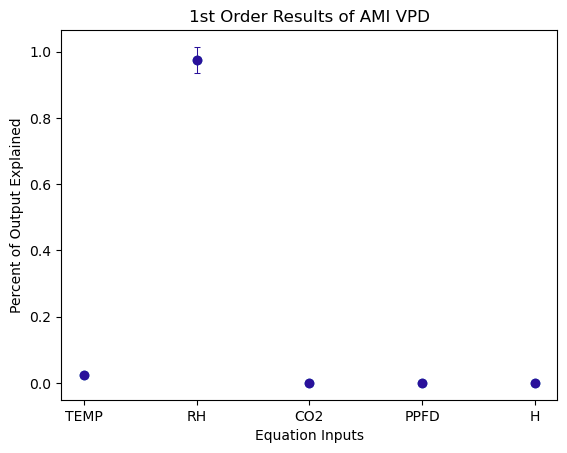 1st Order Results of AMI VPD
Percent of Output Explained
1.0
0.8
0.6
0.4
0.2
0.0
TEMP RH CO2 PPFD H
Equation Inputs